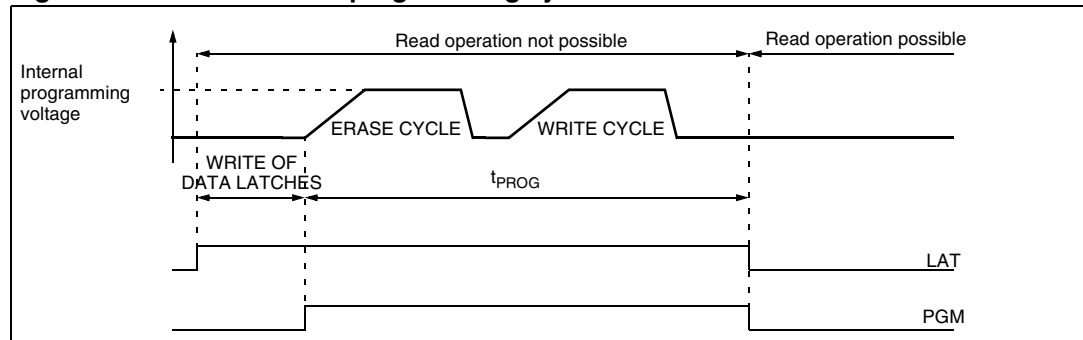 Read operation not possible
Read operation possible
Internal
programming
voltage
ERASE CYCLE
WRITE CYCLE
WRITE OF
DATA LATCHES
tPROG
LAT
PGM